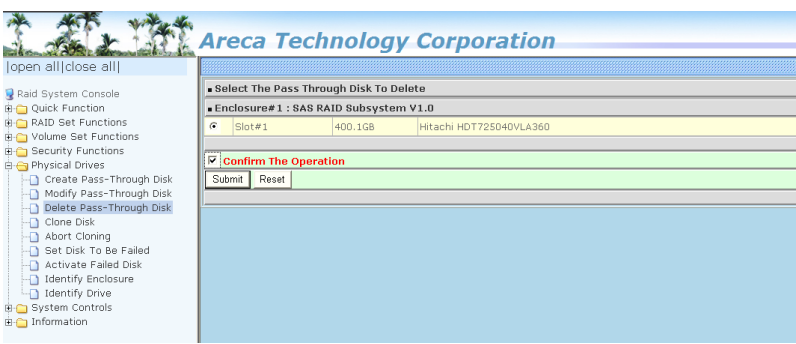 Areca Technology Corporation
|open all|close all|
Raid System Console
Quick Function
RAID Set Functions
Volume Set Functions
Security Functions
Physical Drives
Create Pass-Through Disk
Modify Pass-Through Disk
Delete Pass-Through Disk
Clone Disk
Abort Cloning
Set Disk To Be Failed
Activate Failed Disk
Identify Enclosure
Identify Drive
System Controls
Information
Select The Pass Through Disk To Delete
Enclosure#1 : SAS RAID Subsystem V1.0
Slot#1 400.1GB Hitachi HDT725040VLA360
Confirm The Operation
Submit Reset